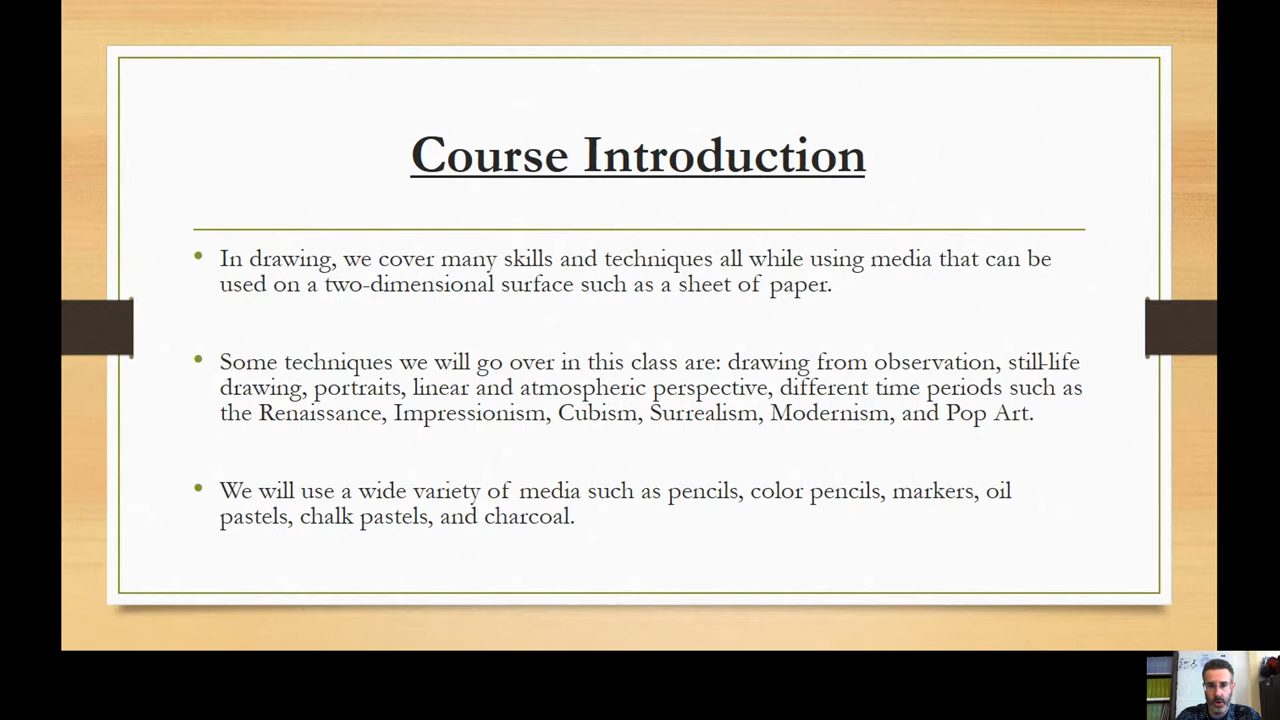 Course Introduction
• In drawing, we cover many skills and techniques all while using media that can be
used on a two-dimensional surface such as a sheet of paper.
• Some techniques we will go over in this class are: drawing from observation, still-life
drawing, portraits, linear and atmospheric perspective, different time periods such as
the Renaissance, Impressionism, Cubism, Surrealism, Modernism, and Pop Art.
• We will use a wide variety of media such as pencils, color pencils, markers, oil
pastels, chalk pastels, and charcoal.